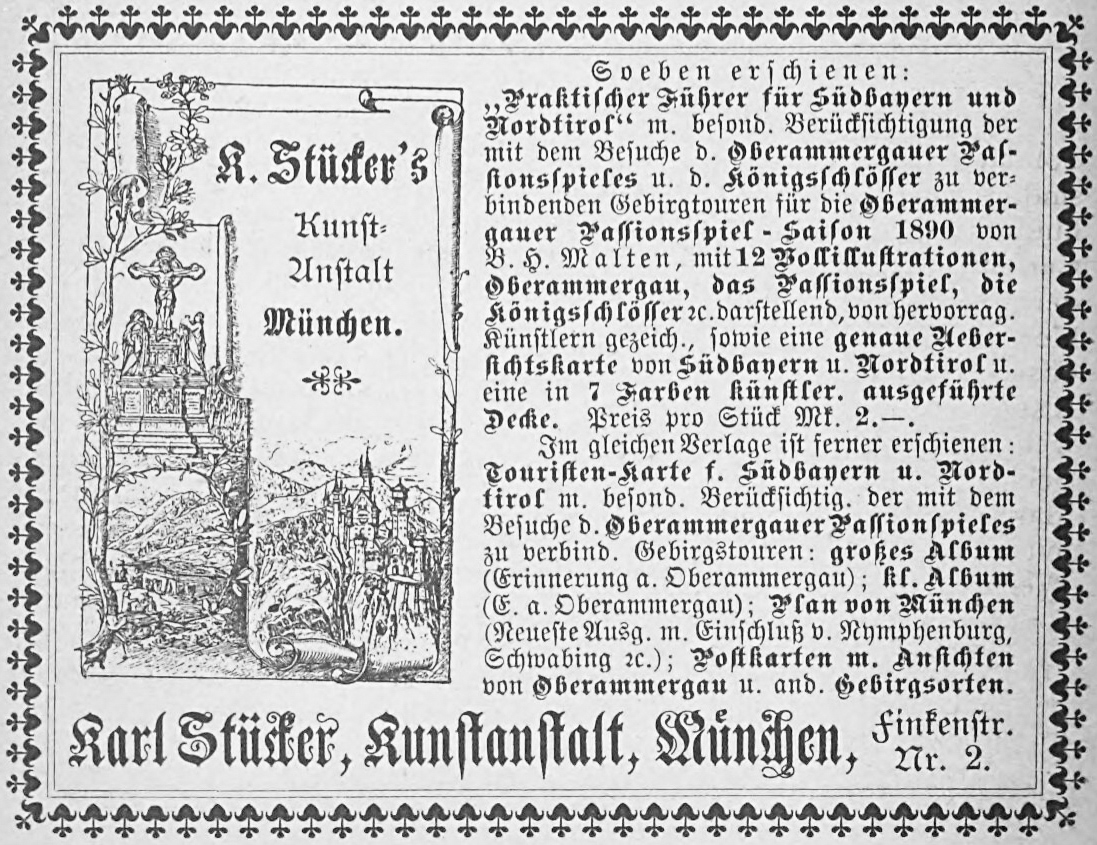 K. Stücker's
Kunst-
Anstalt
München.
Soeben erschienen:
„Praktischer Führer für Südbayern und
Nordtirol“ m. besond. Berücksichtigung der
mit dem Besuche d. Oberammergauer Pas-
sionsspieles u. d. Königsschlösser zu ver-
bindenden Gebirgtouren für die Oberammer-
gauer Passionsspiel - Saison 1890 von
B. H. Malten, mit 12 Vollillustrationen,
Oberammergau, das Passionsspiel, die
Königsschlösser ꝛc. darstellend, von hervorrag.
Künstlern gezeich., sowie eine genaue Ueber-
sichtskarte von Südbayern u. Nordtirol u.
eine in 7 Farben künstler. ausgeführte
Decke. Preis pro Stück Mk. 2.—.
Im gleichen Verlage ist ferner erschienen:
Touristen-Karte f. Südbayern u. Nord-
tirol m. besond. Berücksichtig. der mit dem
Besuche d. Oberammergauer Passionspieles
zu verbind. Gebirgstouren: großes Album
(Erinnerung a. Oberammergau); kl. Album
(E. a. Oberammergau); Plan von München
(Neueste Ausg. m. Einschluß v. Nymphenburg,
Schwabing ꝛc.); Postkarten m. Ansichten
von Oberammergau u. and. Gebirgsorten.
Karl Stücker, Kunstanstalt, München, Finkenstr.
Nr. 2.